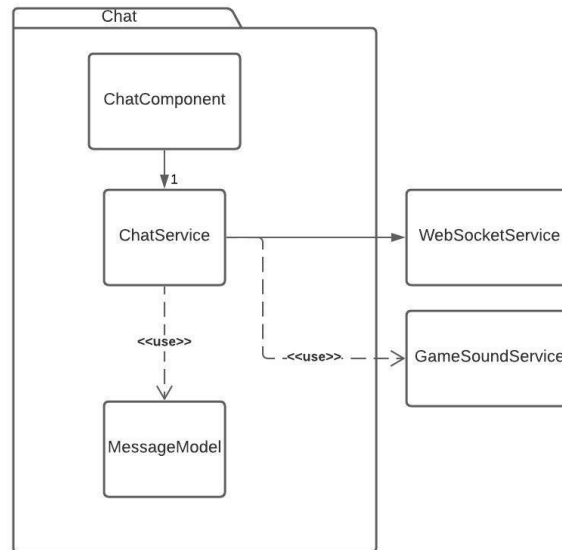 Chat
ChatComponent
1
ChatService
WebSocketService
<<use>>
<<use>>
GameSoundService
MessageModel